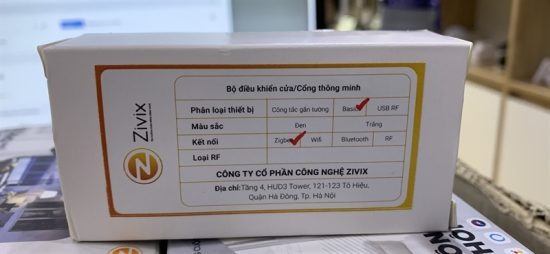 Zivix
Bộ điều khiển cửa/Cổng thông minh
Phân loại thiết bị Công tắc gắn tường Basic USB RF
Màu sắc Đen Trắng
Kết nối Zigbee Wifi Bluetooth RF
Loại RF
CÔNG TY CỔ PHẦN CÔNG NGHỆ ZIVIX
Địa chỉ: Tầng 4, HUD3 Tower, 121-123 Tô Hiệu,
Quận Hà Đông, Tp. Hà Nội